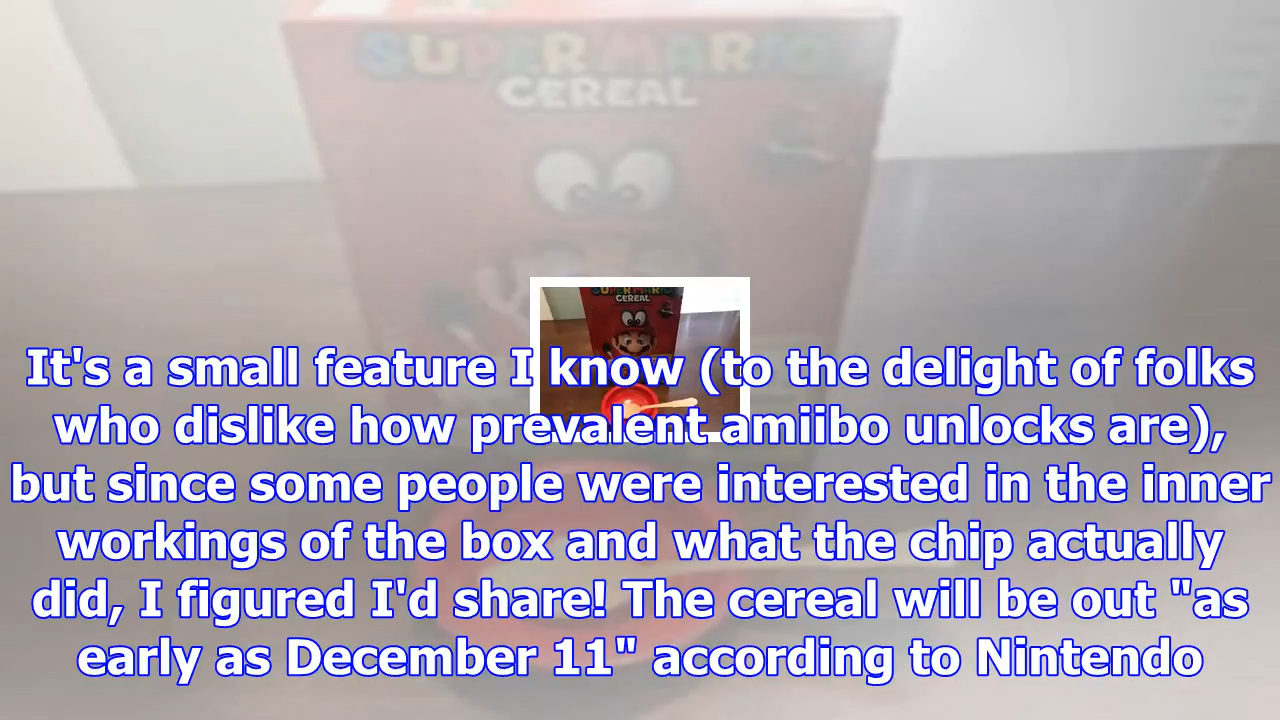 SUPER MARIO
CEREAL
SUPER MARIO
CEREAL
It's a small feature I know (to the delight of folks
who dislike how prevalent amiibo unlocks are),
but since some people were interested in the inner
workings of the box and what the chip actually
did, I figured I'd share! The cereal will be out "as
early as December 11" according to Nintendo